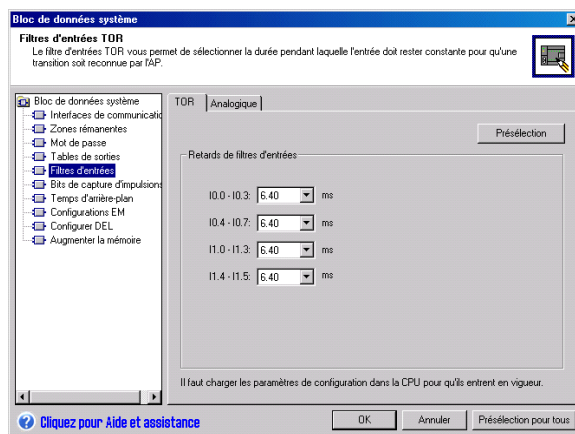 Bloc de données système
Filtres d'entrées TOR
Le filtre d'entrées TOR vous permet de sélectionner la durée pendant laquelle l'entrée doit rester constante pour qu'une
transition soit reconnue par l'AP.
Bloc de données système
Interfaces de communicatio
Zones rémanentes
Mot de passe
Tables de sorties
Filtres d'entrées
Bits de capture d'impulsions
Temps d'arrière-plan
Configurations EM
Configurer DEL
Augmenter la mémoire
TOR
Analogique
Présélection
Retards de filtres d'entrées
I0.0 - I0.3: 6.40 ms
I0.4 - I0.7: 6.40 ms
I1.0 - I1.3: 6.40 ms
I1.4 - I1.5: 6.40 ms
Il faut charger les paramètres de configuration dans la CPU pour qu'ils entrent en vigueur.
Cliquez pour Aide et assistance
OK
Annuler
Présélection pour tous